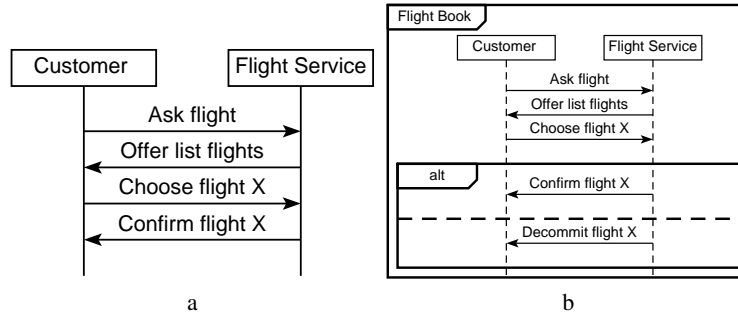 Customer
Flight Service
Ask flight
Offer list flights
Choose flight X
Confirm flight X
a
Flight Book
Customer
Flight Service
Ask flight
Offer list flights
Choose flight X
alt
Confirm flight X
Decommit flight X
b